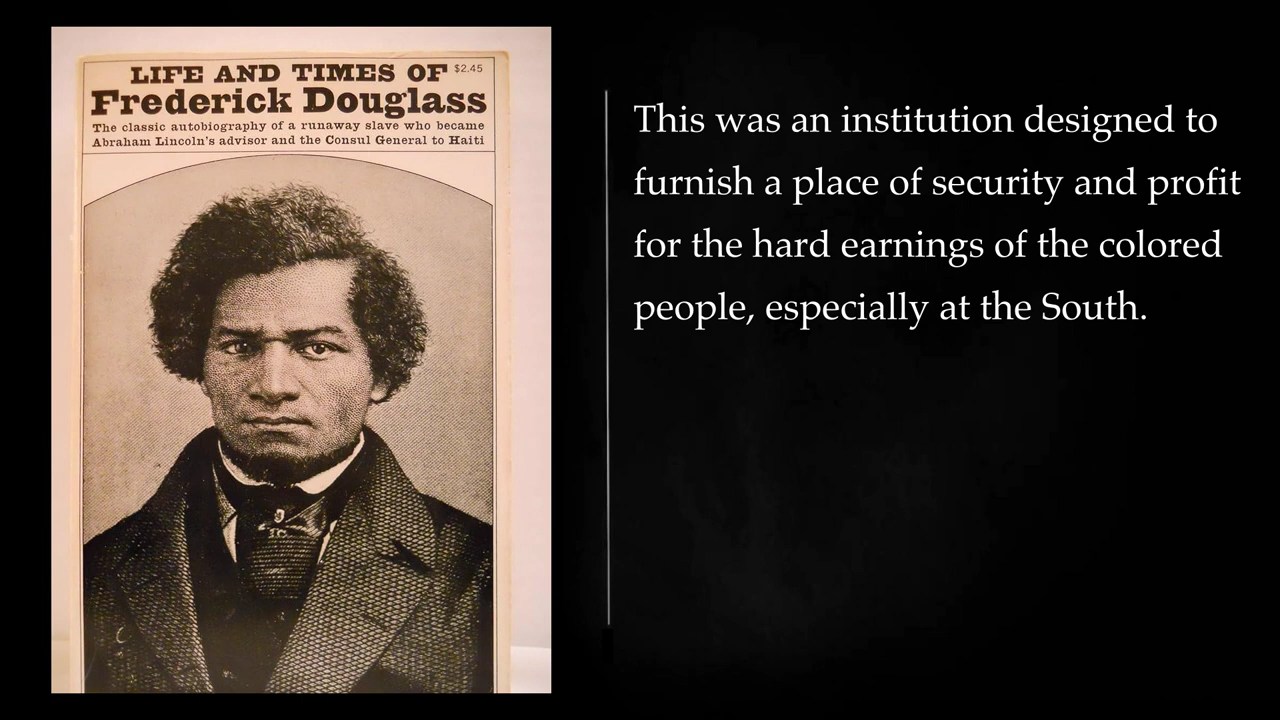 LIFE AND TIMES OF $2.45
Frederick Douglass
The classic autobiography of a runaway slave who became
Abraham Lincoln's advisor and the Consul General to Haiti
This was an institution designed to
furnish a place of security and profit
for the hard earnings of the colored
people, especially at the South.